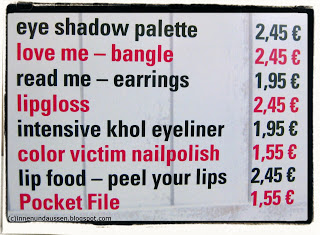 eye shadow palette 2,45 €
love me – bangle 2,45 €
read me – earrings 1,95 €
lipgloss 2,45 €
intensive khol eyeliner 1,95 €
color victim nailpolish 1,55 €
lip food – peel your lips 2,45 €
Pocket File 1,55 €
(c)innenundaussen.blogspot.com